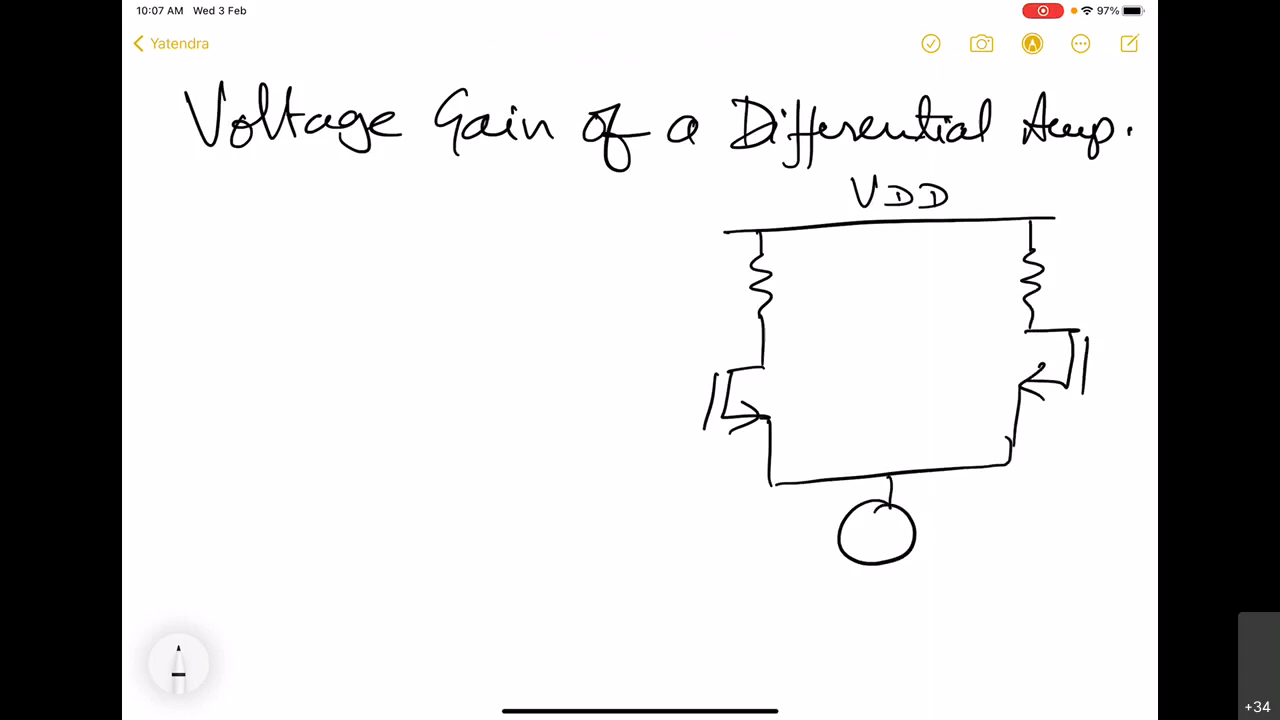 10:07 AM Wed 3 Feb
97%
Yatendra
Voltage Gain of a Differential Amp.
VDD
+34